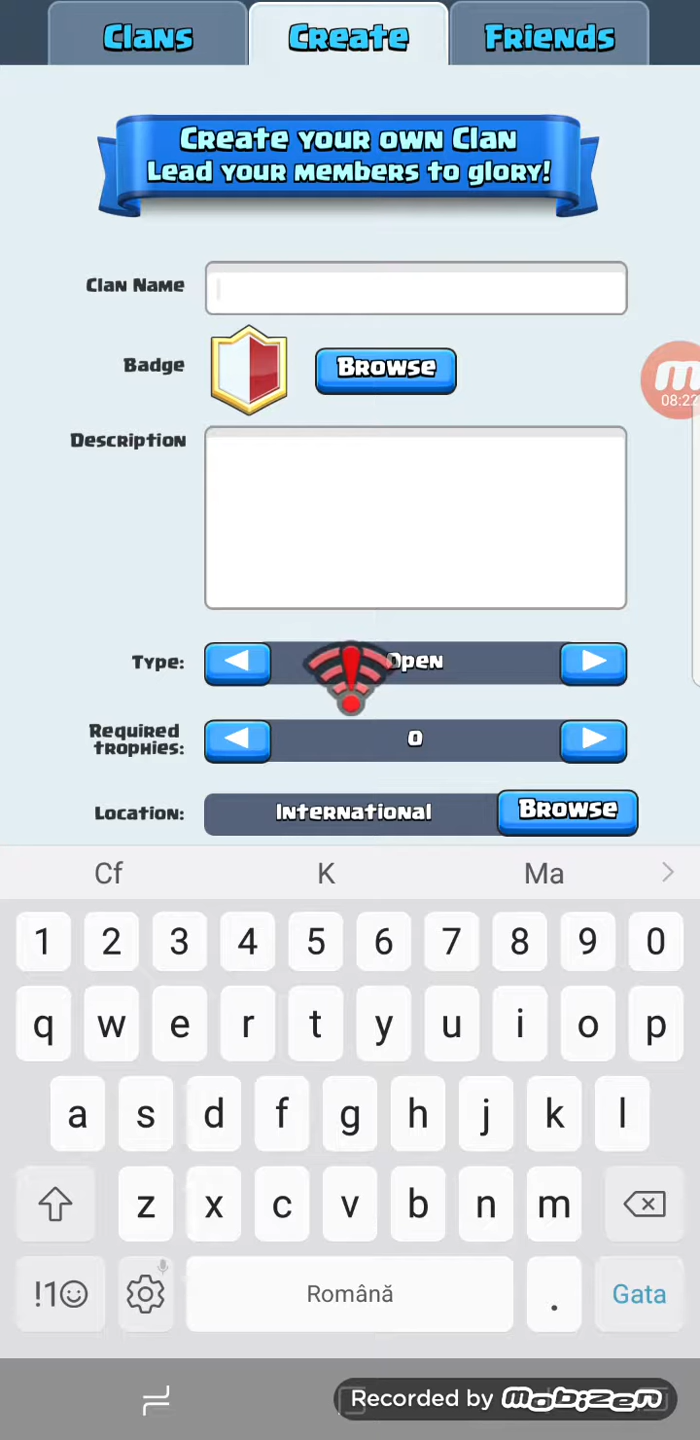 Clans Create Friends
Create your own Clan
Lead your members to glory!
Clan Name
Badge Browse
Description
Type: Open
Required
trophies: 0
Location: International Browse
08:22
Cf K Ma
1 2 3 4 5 6 7 8 9 0
q w e r t y u i o p
a s d f g h j k l
z x c v b n m
!1☺ Română . Gata
Recorded by mobizen